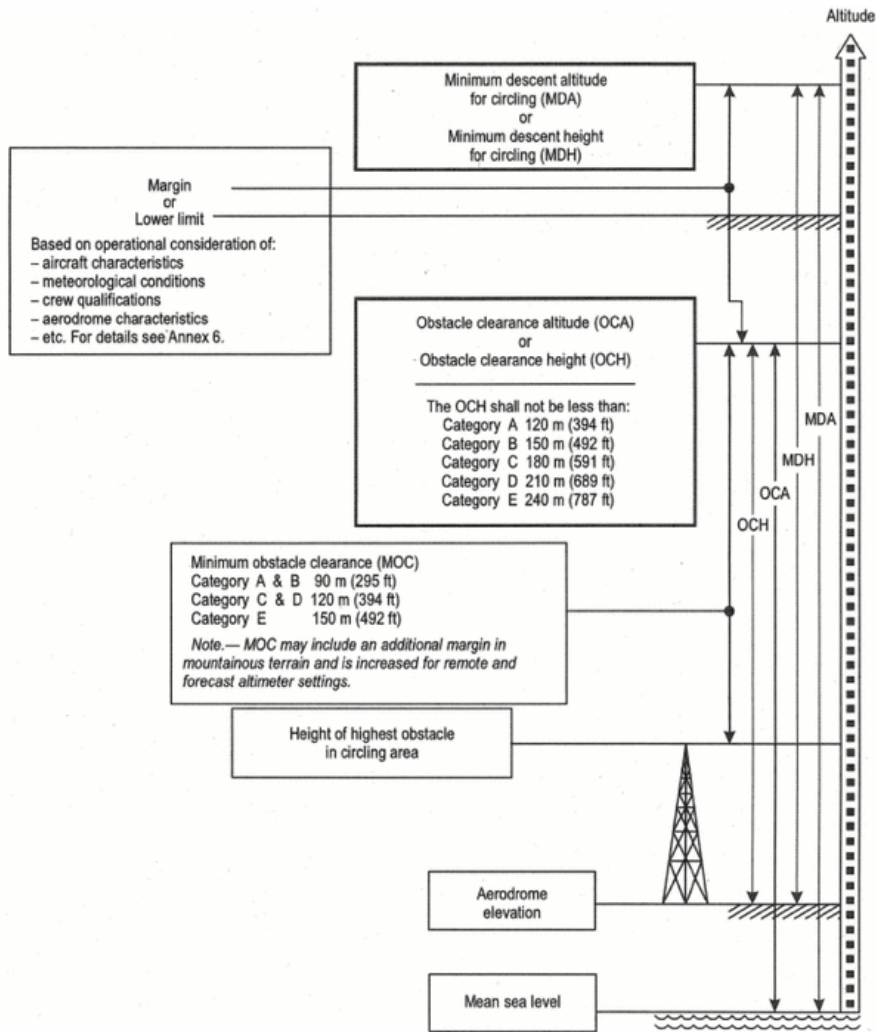 Altitude
Minimum descent altitude
for circling (MDA)
or
Minimum descent height
for circling (MDH)
Margin
or
Lower limit
Based on operational consideration of:
– aircraft characteristics
– meteorological conditions
– crew qualifications
– aerodrome characteristics
– etc. For details see Annex 6.
Obstacle clearance altitude (OCA)
or
Obstacle clearance height (OCH)
The OCH shall not be less than:
Category A 120 m (394 ft)
Category B 150 m (492 ft)
Category C 180 m (591 ft)
Category D 210 m (689 ft)
Category E 240 m (787 ft)
MDA
MDH
OCA
OCH
Minimum obstacle clearance (MOC)
Category A & B 90 m (295 ft)
Category C & D 120 m (394 ft)
Category E 150 m (492 ft)
Note.— MOC may include an additional margin in
mountainous terrain and is increased for remote and
forecast altimeter settings.
Height of highest obstacle
in circling area
Aerodrome
elevation
Mean sea level